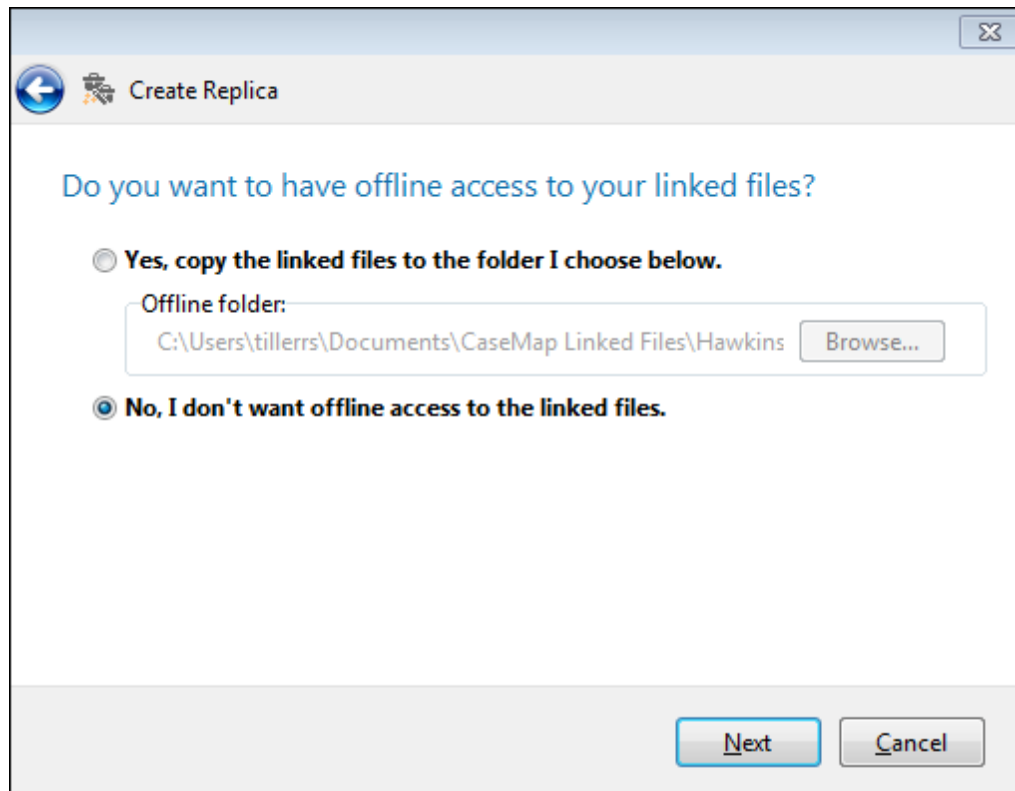 Create Replica
Do you want to have offline access to your linked files?
Yes, copy the linked files to the folder I choose below.
Offline folder:
C:\Users\tillerrs\Documents\CaseMap Linked Files\Hawkins Browse...
No, I don't want offline access to the linked files.
Next Cancel